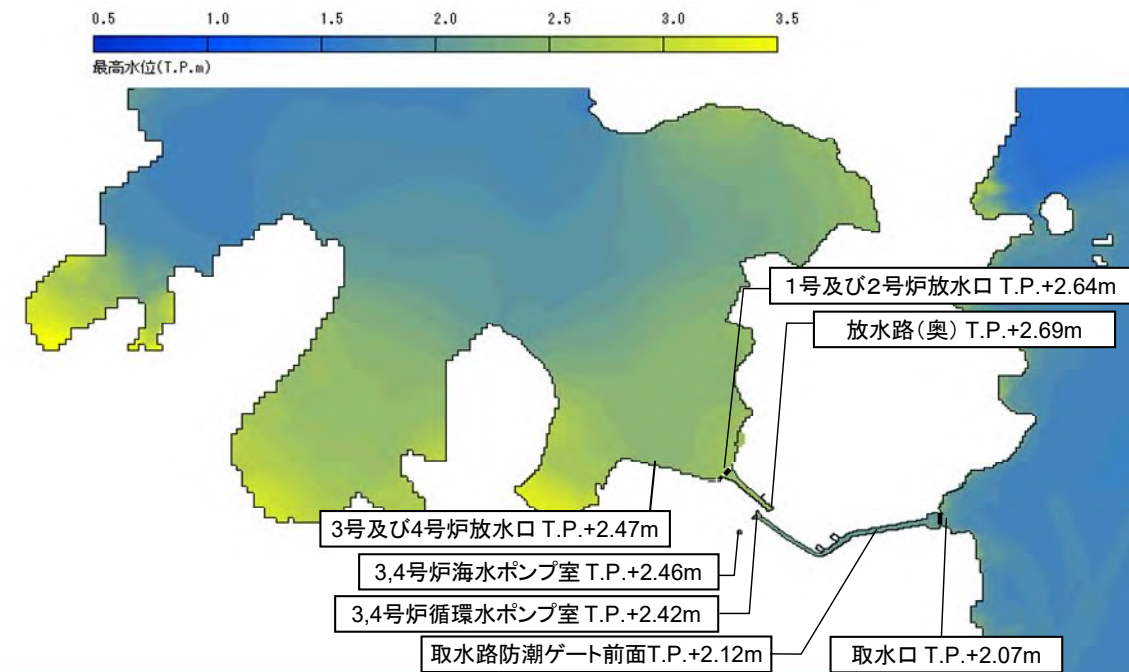 0.5 1.0 1.5 2.0 2.5 3.0 3.5
最高水位(T.P.m)
1号及び2号炉放水口 T.P.+2.64m
放水路(奥) T.P.+2.69m
3号及び4号炉放水口 T.P.+2.47m
3,4号炉海水ポンプ室 T.P.+2.46m
3,4号炉循環水ポンプ室 T.P.+2.42m
取水路防潮ゲート前面T.P.+2.12m
取水口 T.P.+2.07m